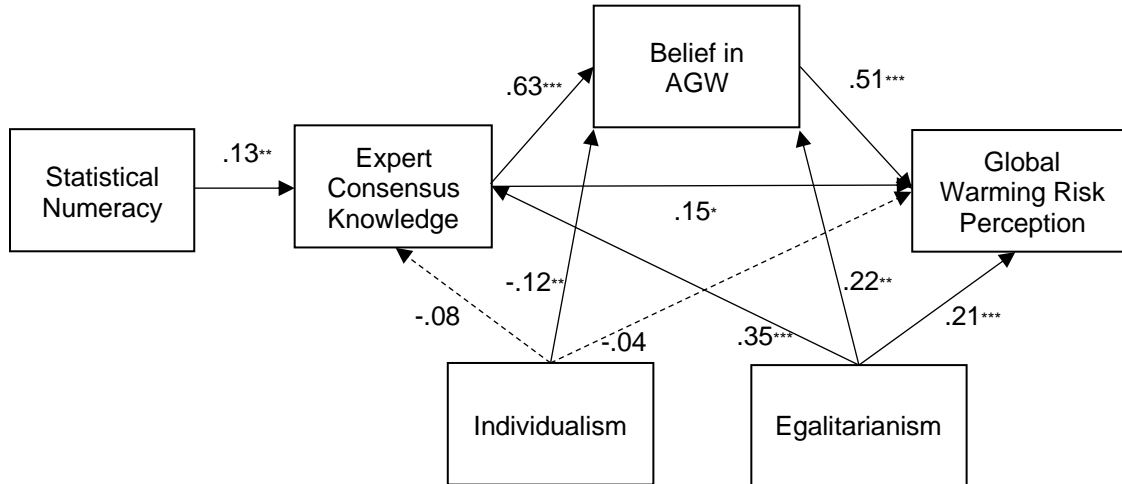 Belief in
AGW
.63***
.51***
.13**
Statistical
Numeracy
Expert
Consensus
Knowledge
Global
Warming Risk
Perception
.15*
-.12**
.22**
-.08
.35***
-.04
.21***
Individualism
Egalitarianism